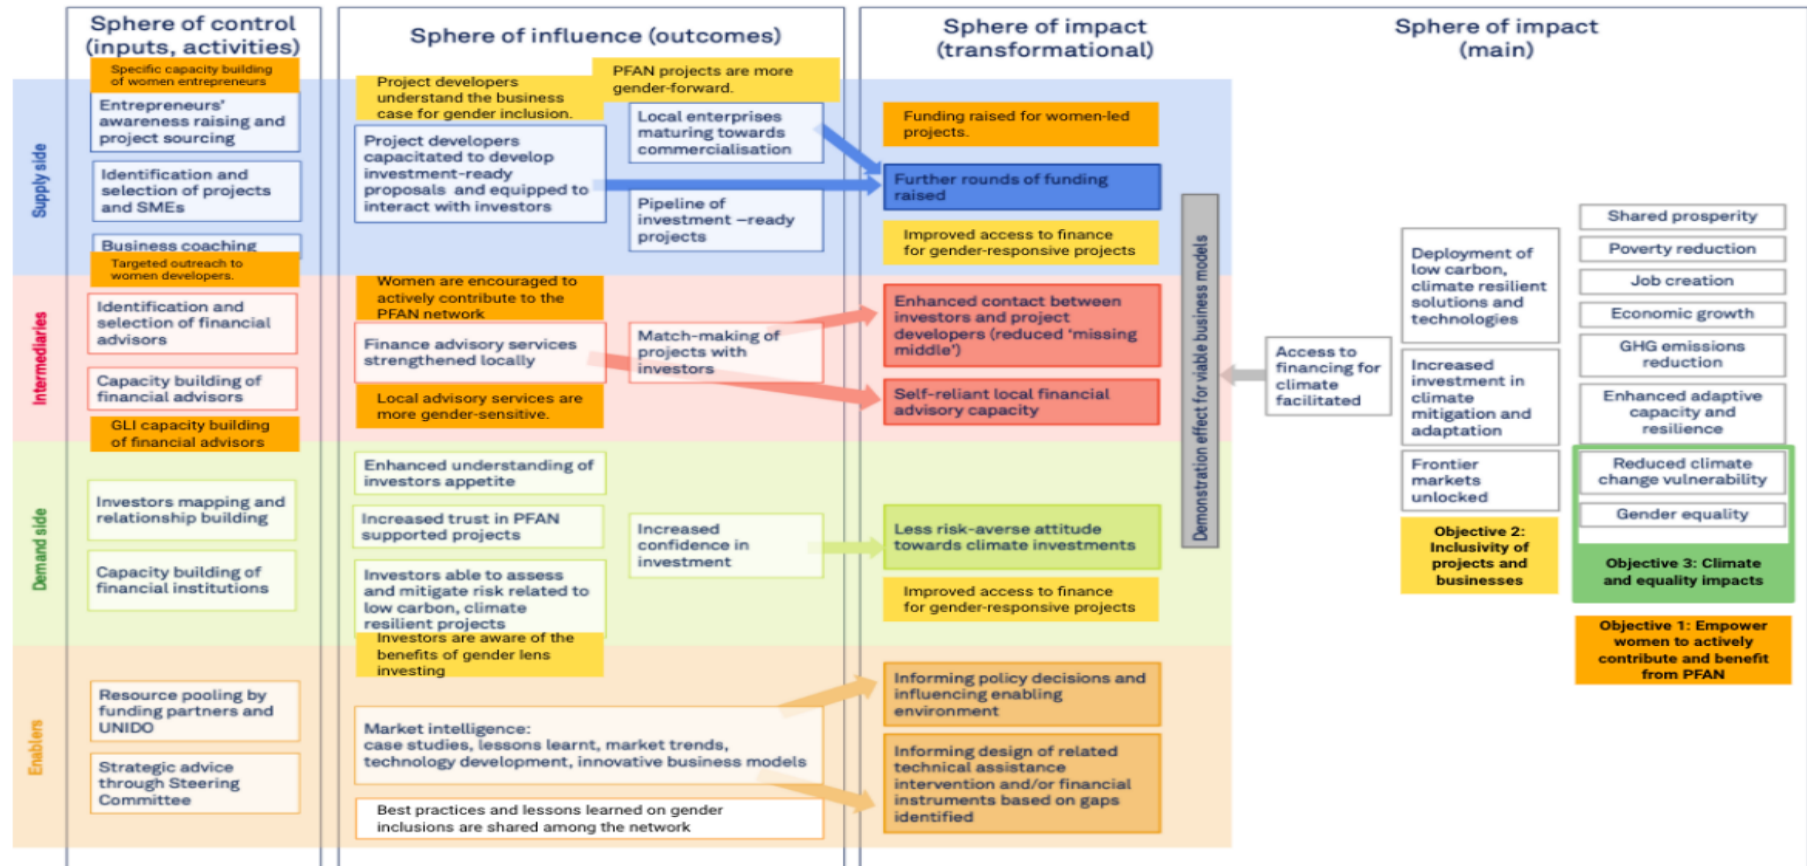 Sphere of control
(inputs, activities)
Sphere of influence (outcomes)
Sphere of impact
(transformational)
Sphere of impact
(main)
Supply side
Specific capacity building
of women entrepreneurs
Entrepreneurs'
awareness raising and
project sourcing
Identification and
selection of projects
and SMEs
Business coaching
Targeted outreach to
women developers.
Project developers
understand the business
case for gender inclusion.
PFAN projects are more
gender-forward.
Project developers
capacitated to develop
investment-ready
proposals and equipped to
interact with investors
Local enterprises
maturing towards
commercialisation
Pipeline of
investment –ready
projects
Funding raised for women-led
projects.
Further rounds of funding
raised
Improved access to finance
for gender-responsive projects
Intermediaries
Identification and
selection of financial
advisors
Capacity building of
financial advisors
GLI capacity building
of financial advisors
Women are encouraged to
actively contribute to the
PFAN network
Finance advisory services
strengthened locally
Local advisory services are
more gender-sensitive.
Match-making of
projects with
investors
Enhanced contact between
investors and project
developers (reduced 'missing
middle')
Self-reliant local financial
advisory capacity
Demand side
Investors mapping and
relationship building
Capacity building of
financial institutions
Enhanced understanding of
investors appetite
Increased trust in PFAN
supported projects
Investors able to assess
and mitigate risk related to
low carbon, climate
resilient projects
Investors are aware of the
benefits of gender lens
investing
Increased
confidence in
investment
Less risk-averse attitude
towards climate investments
Improved access to finance
for gender-responsive projects
Enablers
Resource pooling by
funding partners and
UNIDO
Strategic advice
through Steering
Committee
Market intelligence:
case studies, lessons learnt, market trends,
technology development, innovative business models
Best practices and lessons learned on gender
inclusions are shared among the network
Informing policy decisions and
influencing enabling
environment
Informing design of related
technical assistance
intervention and/or financial
instruments based on gaps
identified
Demonstration effect for viable business models
Access to
financing for
climate
facilitated
Deployment of
low carbon,
climate resilient
solutions and
technologies
Increased
investment in
climate
mitigation and
adaptation
Frontier
markets
unlocked
Objective 2:
Inclusivity of
projects and
businesses
Shared prosperity
Poverty reduction
Job creation
Economic growth
GHG emissions
reduction
Enhanced adaptive
capacity and
resilience
Reduced climate
change vulnerability
Gender equality
Objective 3: Climate
and equality impacts
Objective 1: Empower
women to actively
contribute and benefit
from PFAN